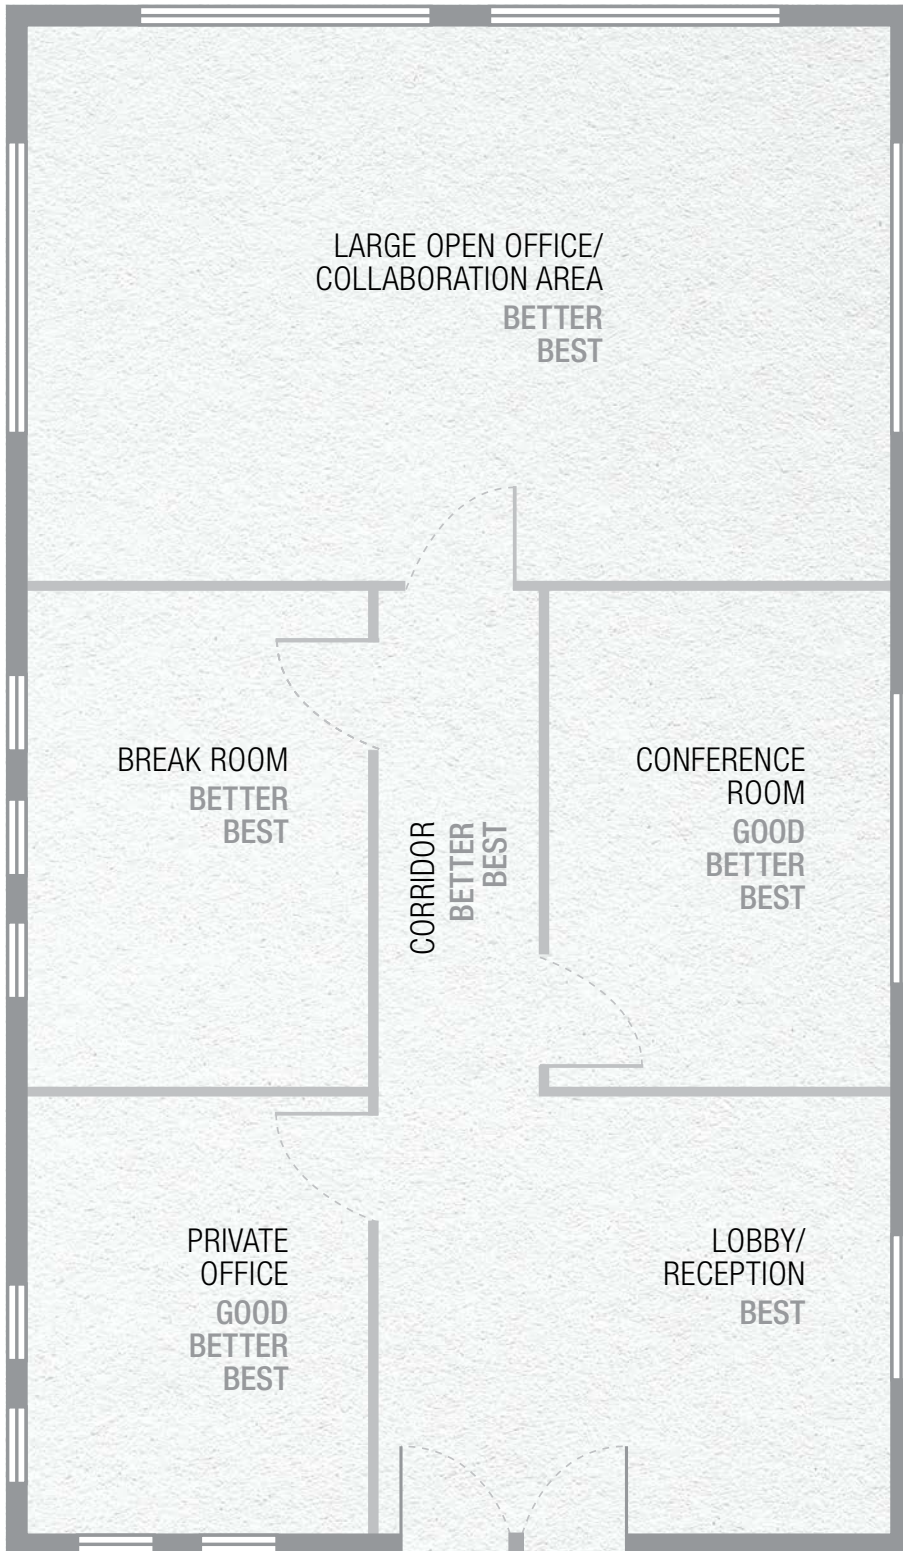 LARGE OPEN OFFICE/
COLLABORATION AREA
BETTER
BEST
BREAK ROOM
BETTER
BEST
CORRIDOR
BETTER
BEST
CONFERENCE
ROOM
GOOD
BETTER
BEST
PRIVATE
OFFICE
GOOD
BETTER
BEST
LOBBY/
RECEPTION
BEST